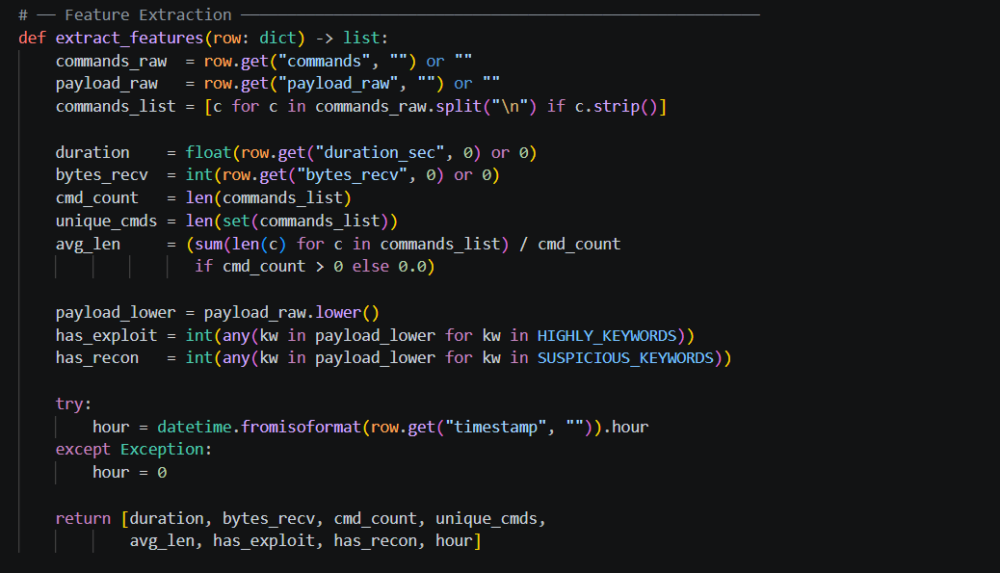 # — Feature Extraction ————————————————————————————
def extract_features(row: dict) -> list:
    commands_raw  = row.get("commands", "") or ""
    payload_raw   = row.get("payload_raw", "") or ""
    commands_list = [c for c in commands_raw.split("\n") if c.strip()]

    duration    = float(row.get("duration_sec", 0) or 0)
    bytes_recv  = int(row.get("bytes_recv", 0) or 0)
    cmd_count   = len(commands_list)
    unique_cmds = len(set(commands_list))
    avg_len     = (sum(len(c) for c in commands_list) / cmd_count
                   if cmd_count > 0 else 0.0)

    payload_lower = payload_raw.lower()
    has_exploit = int(any(kw in payload_lower for kw in HIGHLY_KEYWORDS))
    has_recon   = int(any(kw in payload_lower for kw in SUSPICIOUS_KEYWORDS))

    try:
        hour = datetime.fromisoformat(row.get("timestamp", "")).hour
    except Exception:
        hour = 0

    return [duration, bytes_recv, cmd_count, unique_cmds,
            avg_len, has_exploit, has_recon, hour]